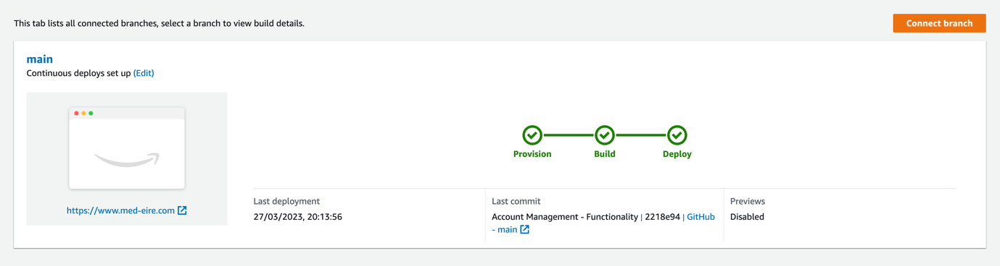 This tab lists all connected branches, select a branch to view build details.
Connect branch
main
Continuous deploys set up (Edit)
https://www.med-eire.com
Provision
Build
Deploy
Last deployment
27/03/2023, 20:13:56
Last commit
Account Management - Functionality | 2218e94 | GitHub
- main
Previews
Disabled